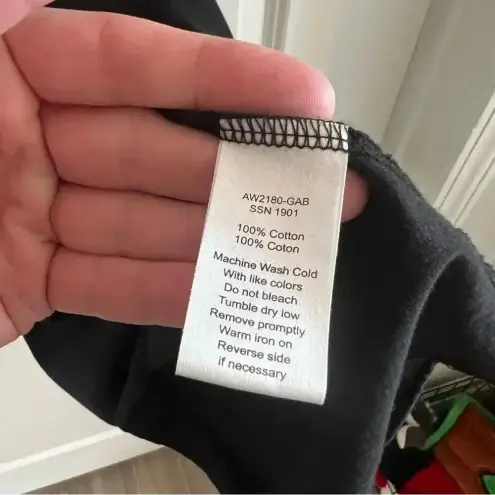 AW2180-GAB
SSN 1901
100% Cotton
100% Coton
Machine Wash Cold
With like colors
Do not bleach
Tumble dry low
Remove promptly
Warm iron on
Reverse side
if necessary